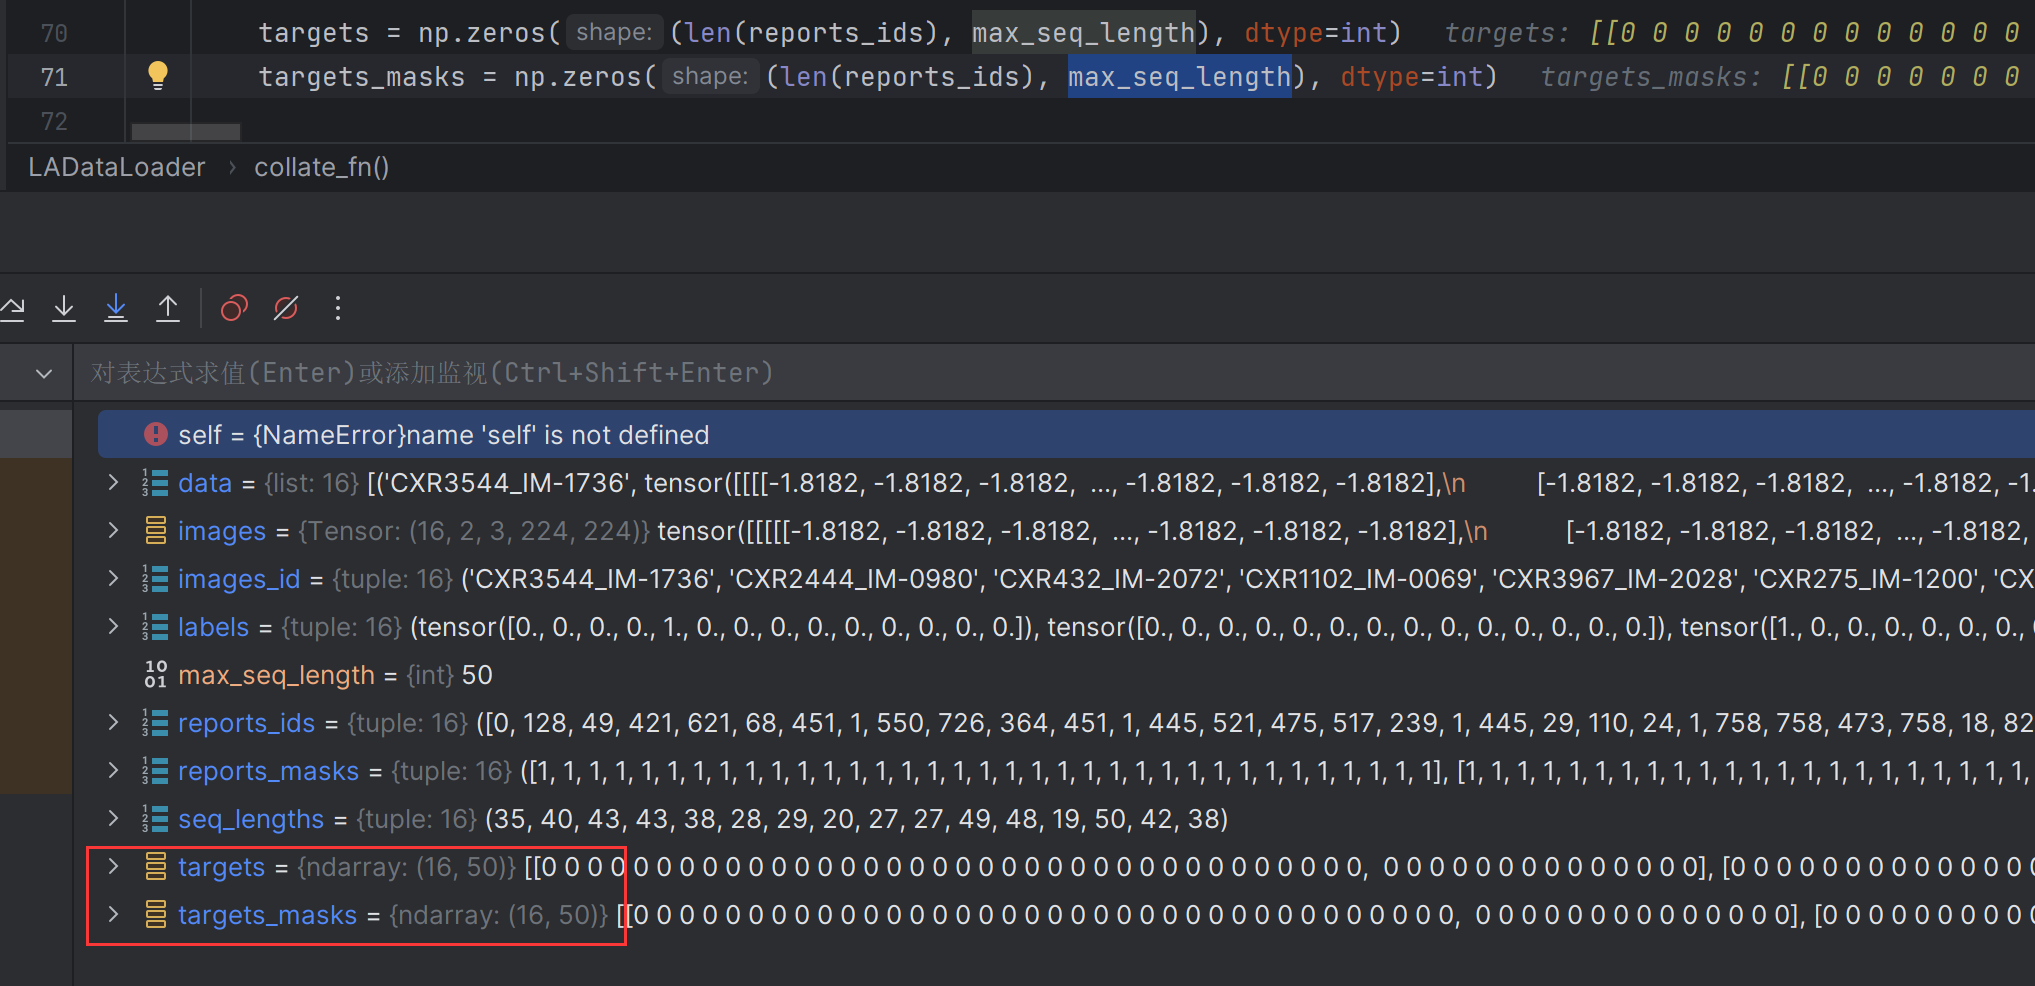 70 targets = np.zeros( shape: (len(reports_ids), max_seq_length), dtype=int) targets: [[0 0 0 0 0 0 0 0 0 0 0 0 0
71 targets_masks = np.zeros( shape: (len(reports_ids), max_seq_length), dtype=int) targets_masks: [[0 0 0 0 0 0 0
72
LADataLoader › collate_fn()
对表达式求值(Enter)或添加监视(Ctrl+Shift+Enter)
self = {NameError}name 'self' is not defined
data = {list: 16} [('CXR3544_IM-1736', tensor([[[[-1.8182, -1.8182, -1.8182, ..., -1.8182, -1.8182, -1.8182],\n [-1.8182, -1.8182, -1.8182, ..., -1.8182, -1.
images = {Tensor: (16, 2, 3, 224, 224)} tensor([[[[[-1.8182, -1.8182, -1.8182, ..., -1.8182, -1.8182, -1.8182],\n [-1.8182, -1.8182, -1.8182, ..., -1.8182,
images_id = {tuple: 16} ('CXR3544_IM-1736', 'CXR2444_IM-0980', 'CXR432_IM-2072', 'CXR1102_IM-0069', 'CXR3967_IM-2028', 'CXR275_IM-1200', 'CX
labels = {tuple: 16} (tensor([0., 0., 0., 0., 1., 0., 0., 0., 0., 0., 0., 0., 0., 0.]), tensor([0., 0., 0., 0., 0., 0., 0., 0., 0., 0., 0., 0., 0., 0.]), tensor([1., 0., 0., 0., 0., 0., 0.,
max_seq_length = {int} 50
reports_ids = {tuple: 16} ([0, 128, 49, 421, 621, 68, 451, 1, 550, 726, 364, 451, 1, 445, 521, 475, 517, 239, 1, 445, 29, 110, 24, 1, 758, 758, 473, 758, 18, 82
reports_masks = {tuple: 16} ([1, 1, 1, 1, 1, 1, 1, 1, 1, 1, 1, 1, 1, 1, 1, 1, 1, 1, 1, 1, 1, 1, 1, 1, 1, 1, 1, 1, 1, 1, 1, 1, 1, 1, 1], [1, 1, 1, 1, 1, 1, 1, 1, 1, 1, 1, 1, 1, 1, 1, 1, 1, 1, 1, 1, 1, 1,
seq_lengths = {tuple: 16} (35, 40, 43, 43, 38, 28, 29, 20, 27, 27, 49, 48, 19, 50, 42, 38)
targets = {ndarray: (16, 50)} [[0 0 0 0 0 0 0 0 0 0 0 0 0 0 0 0 0 0 0 0 0 0 0 0 0 0 0 0 0 0 0 0 0 0 0 0, 0 0 0 0 0 0 0 0 0 0 0 0 0 0], [0 0 0 0 0 0 0 0 0 0 0 0 0 0
targets_masks = {ndarray: (16, 50)} [[0 0 0 0 0 0 0 0 0 0 0 0 0 0 0 0 0 0 0 0 0 0 0 0 0 0 0 0 0 0 0 0 0 0 0 0, 0 0 0 0 0 0 0 0 0 0 0 0 0 0], [0 0 0 0 0 0 0 0 0 0